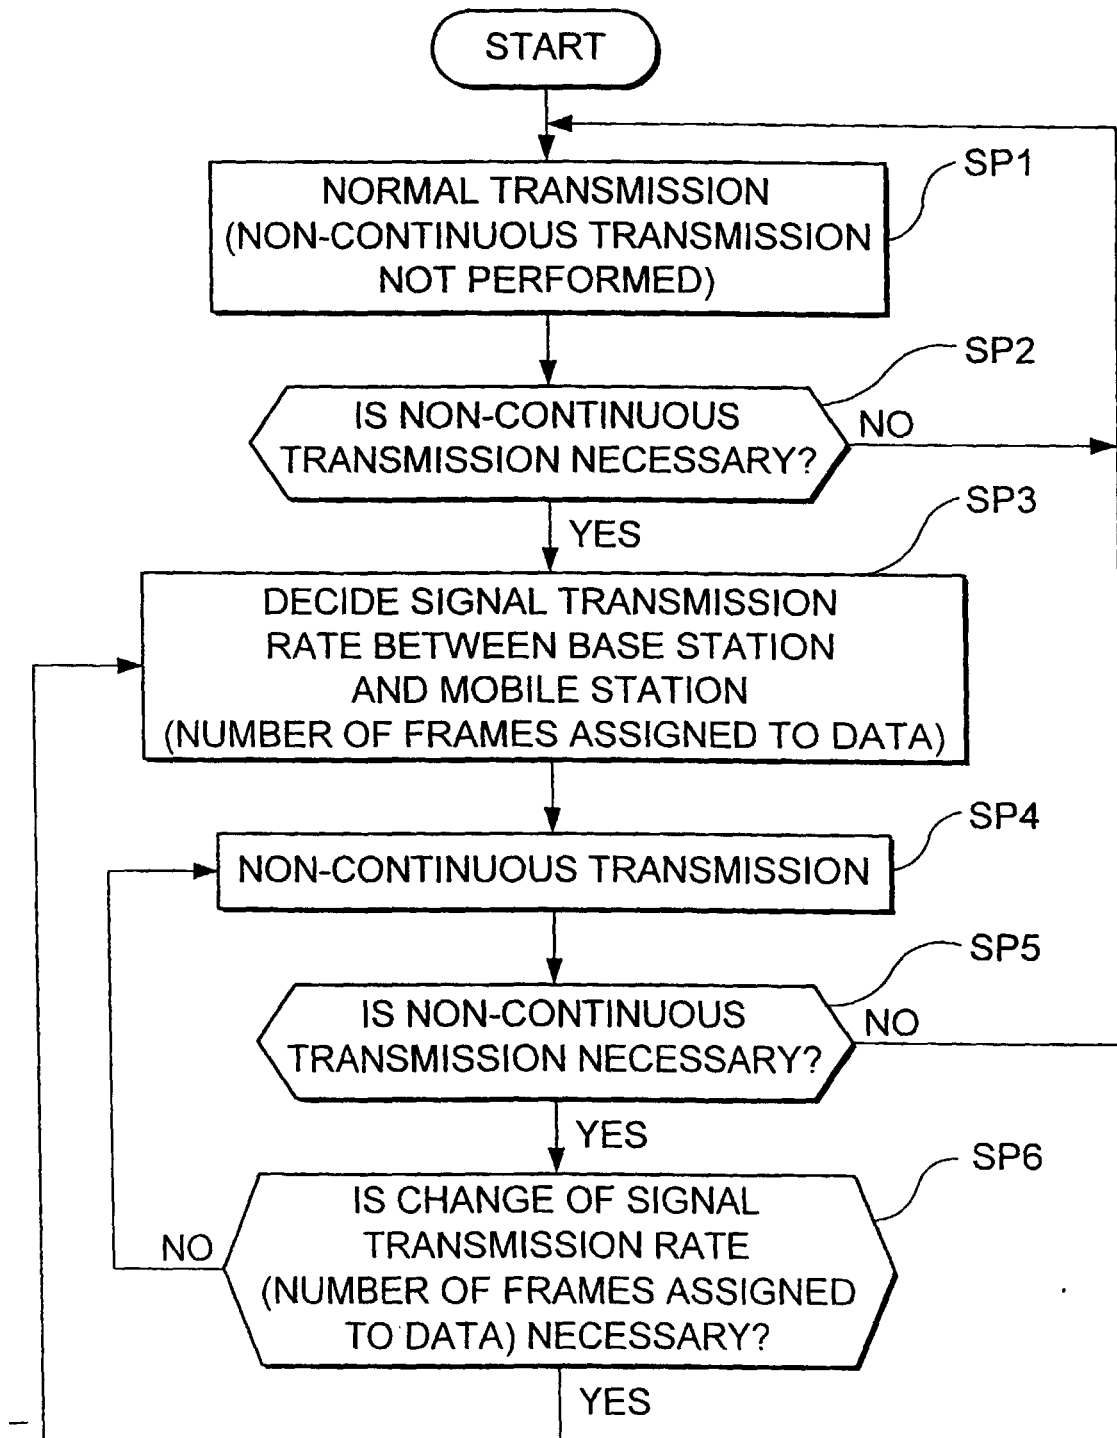 START
SP1
NORMAL TRANSMISSION
(NON-CONTINUOUS TRANSMISSION
NOT PERFORMED)
SP2
IS NON-CONTINUOUS
TRANSMISSION NECESSARY?
NO
YES
SP3
DECIDE SIGNAL TRANSMISSION
RATE BETWEEN BASE STATION
AND MOBILE STATION
(NUMBER OF FRAMES ASSIGNED TO DATA)
SP4
NON-CONTINUOUS TRANSMISSION
SP5
IS NON-CONTINUOUS
TRANSMISSION NECESSARY?
NO
YES
SP6
IS CHANGE OF SIGNAL
TRANSMISSION RATE
(NUMBER OF FRAMES ASSIGNED
TO DATA) NECESSARY?
NO
YES